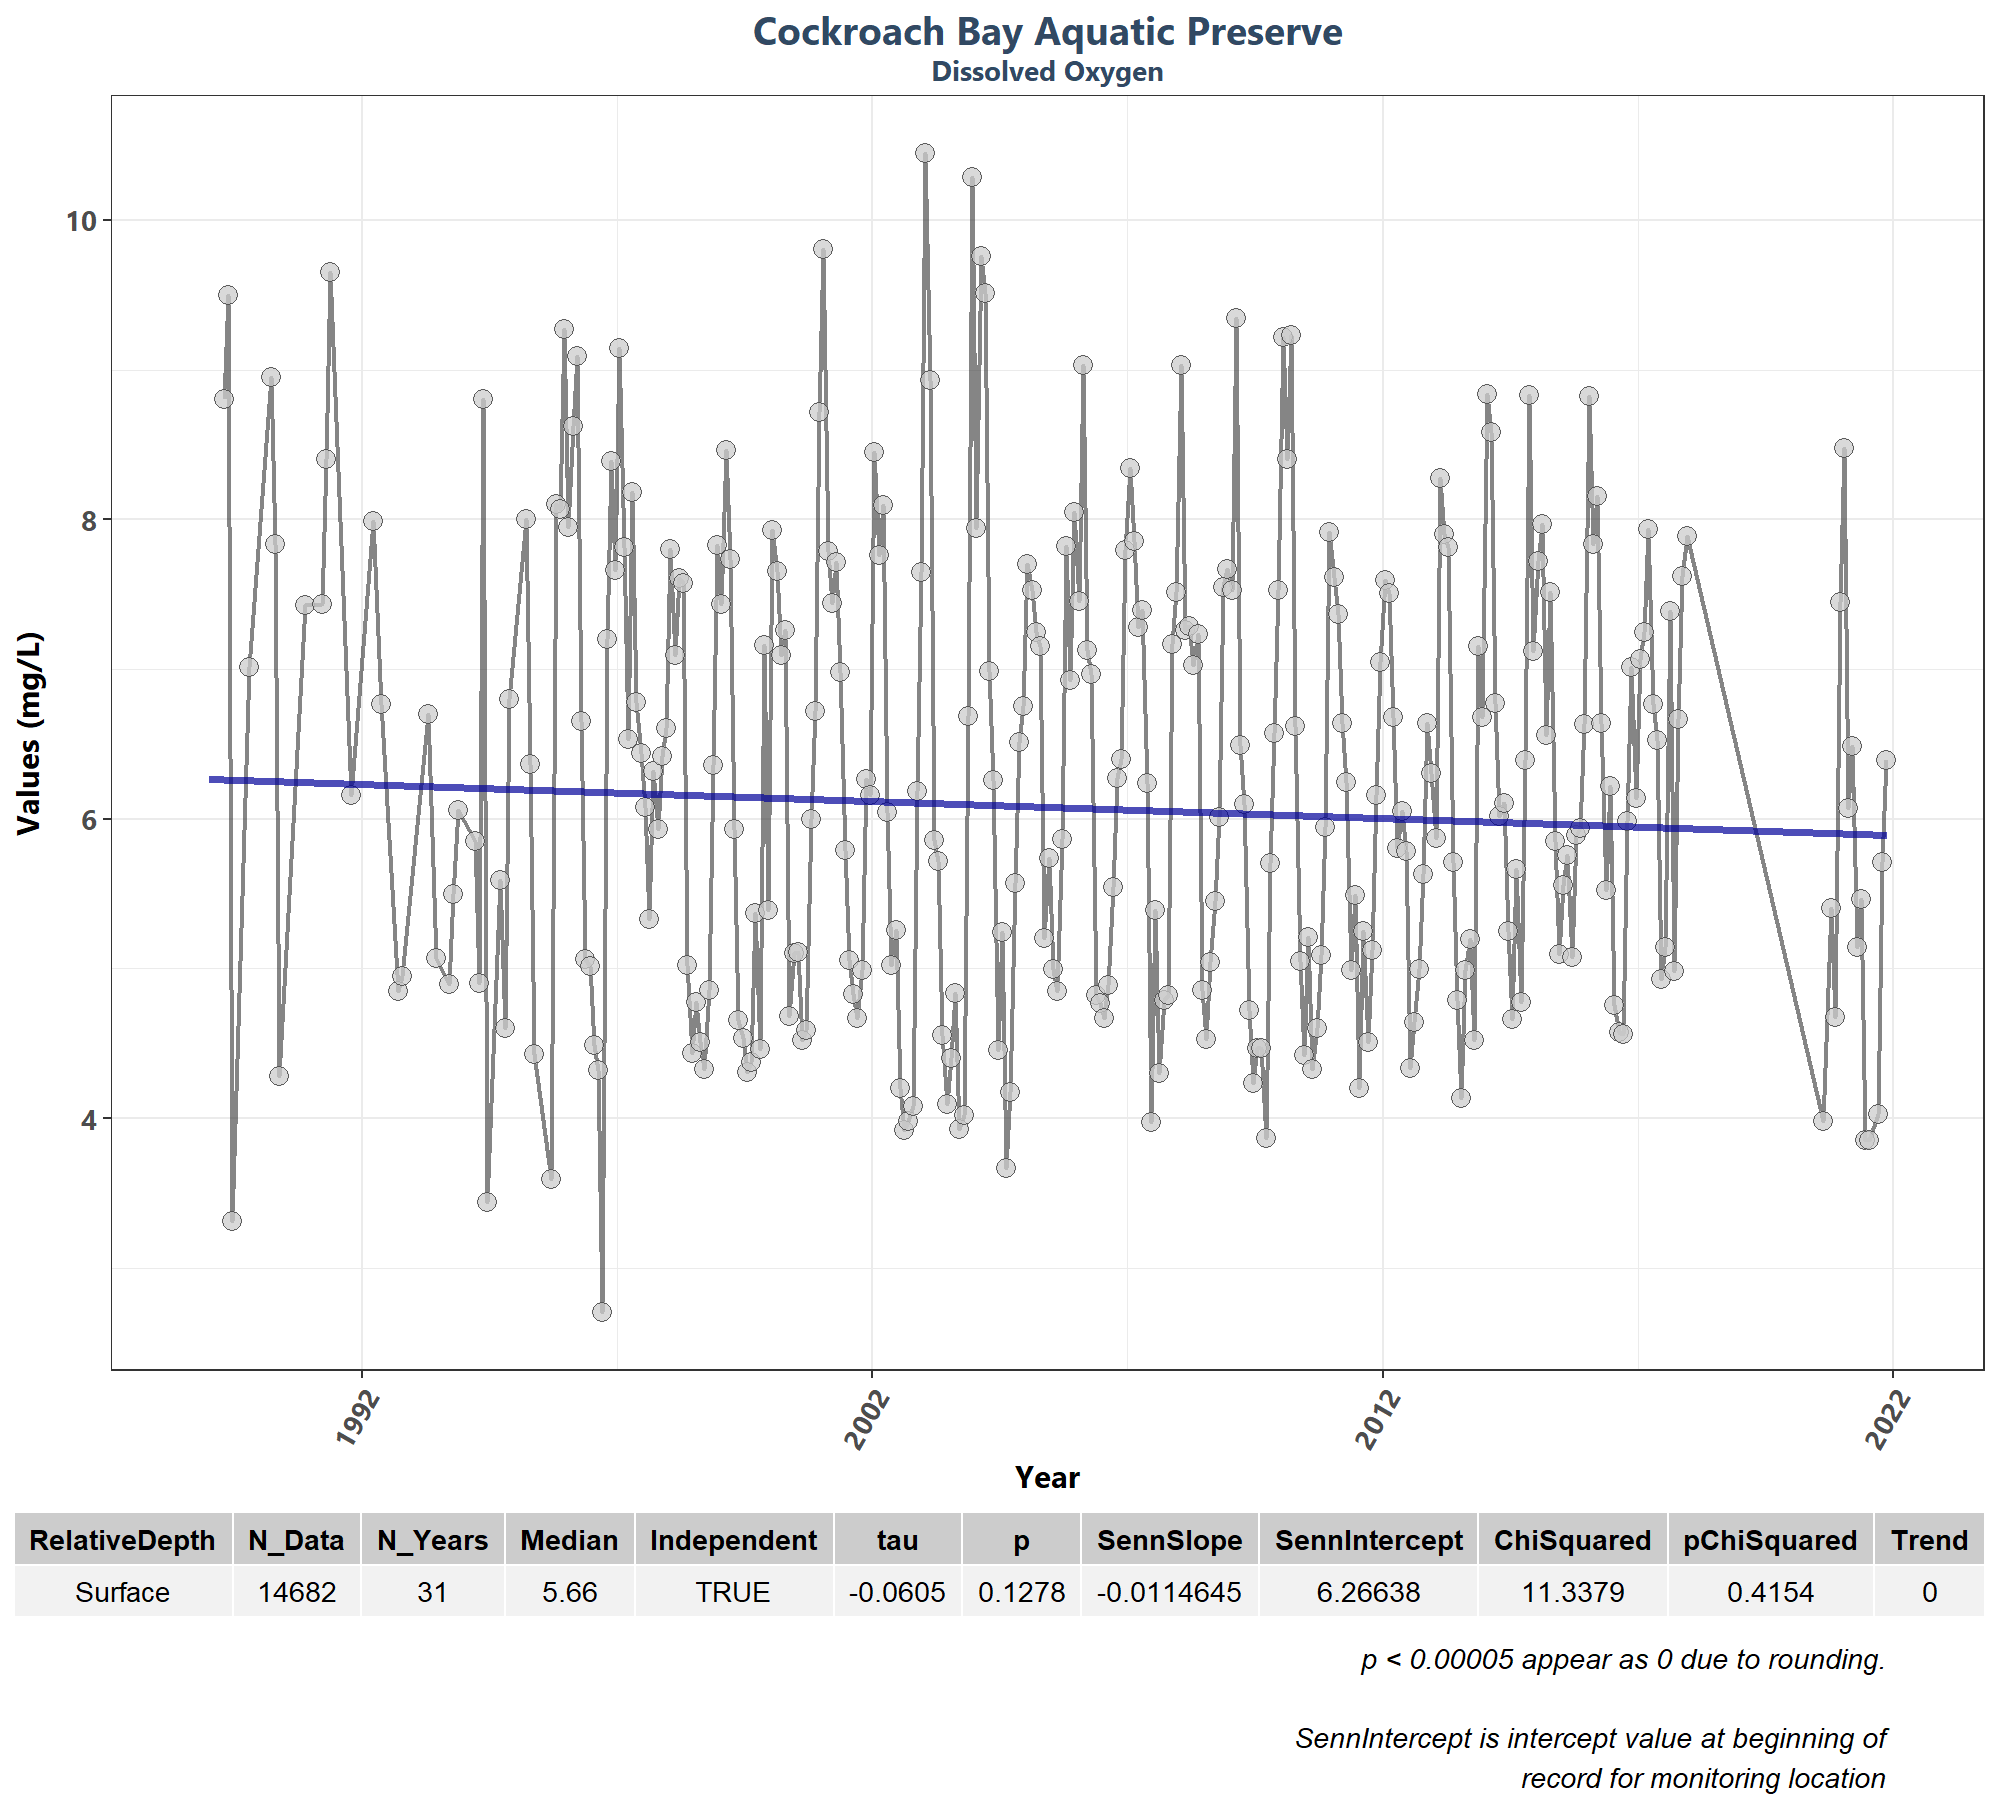 Cockroach Bay Aquatic Preserve
Dissolved Oxygen
Values (mg/L)
10
8
6
4
1992
2002
2012
2022
Year
RelativeDepth N_Data N_Years Median Independent tau p SennSlope SennIntercept ChiSquared pChiSquared Trend
Surface 14682 31 5.66 TRUE -0.0605 0.1278 -0.0114645 6.26638 11.3379 0.4154 0
p < 0.00005 appear as 0 due to rounding.
SennIntercept is intercept value at beginning of
record for monitoring location